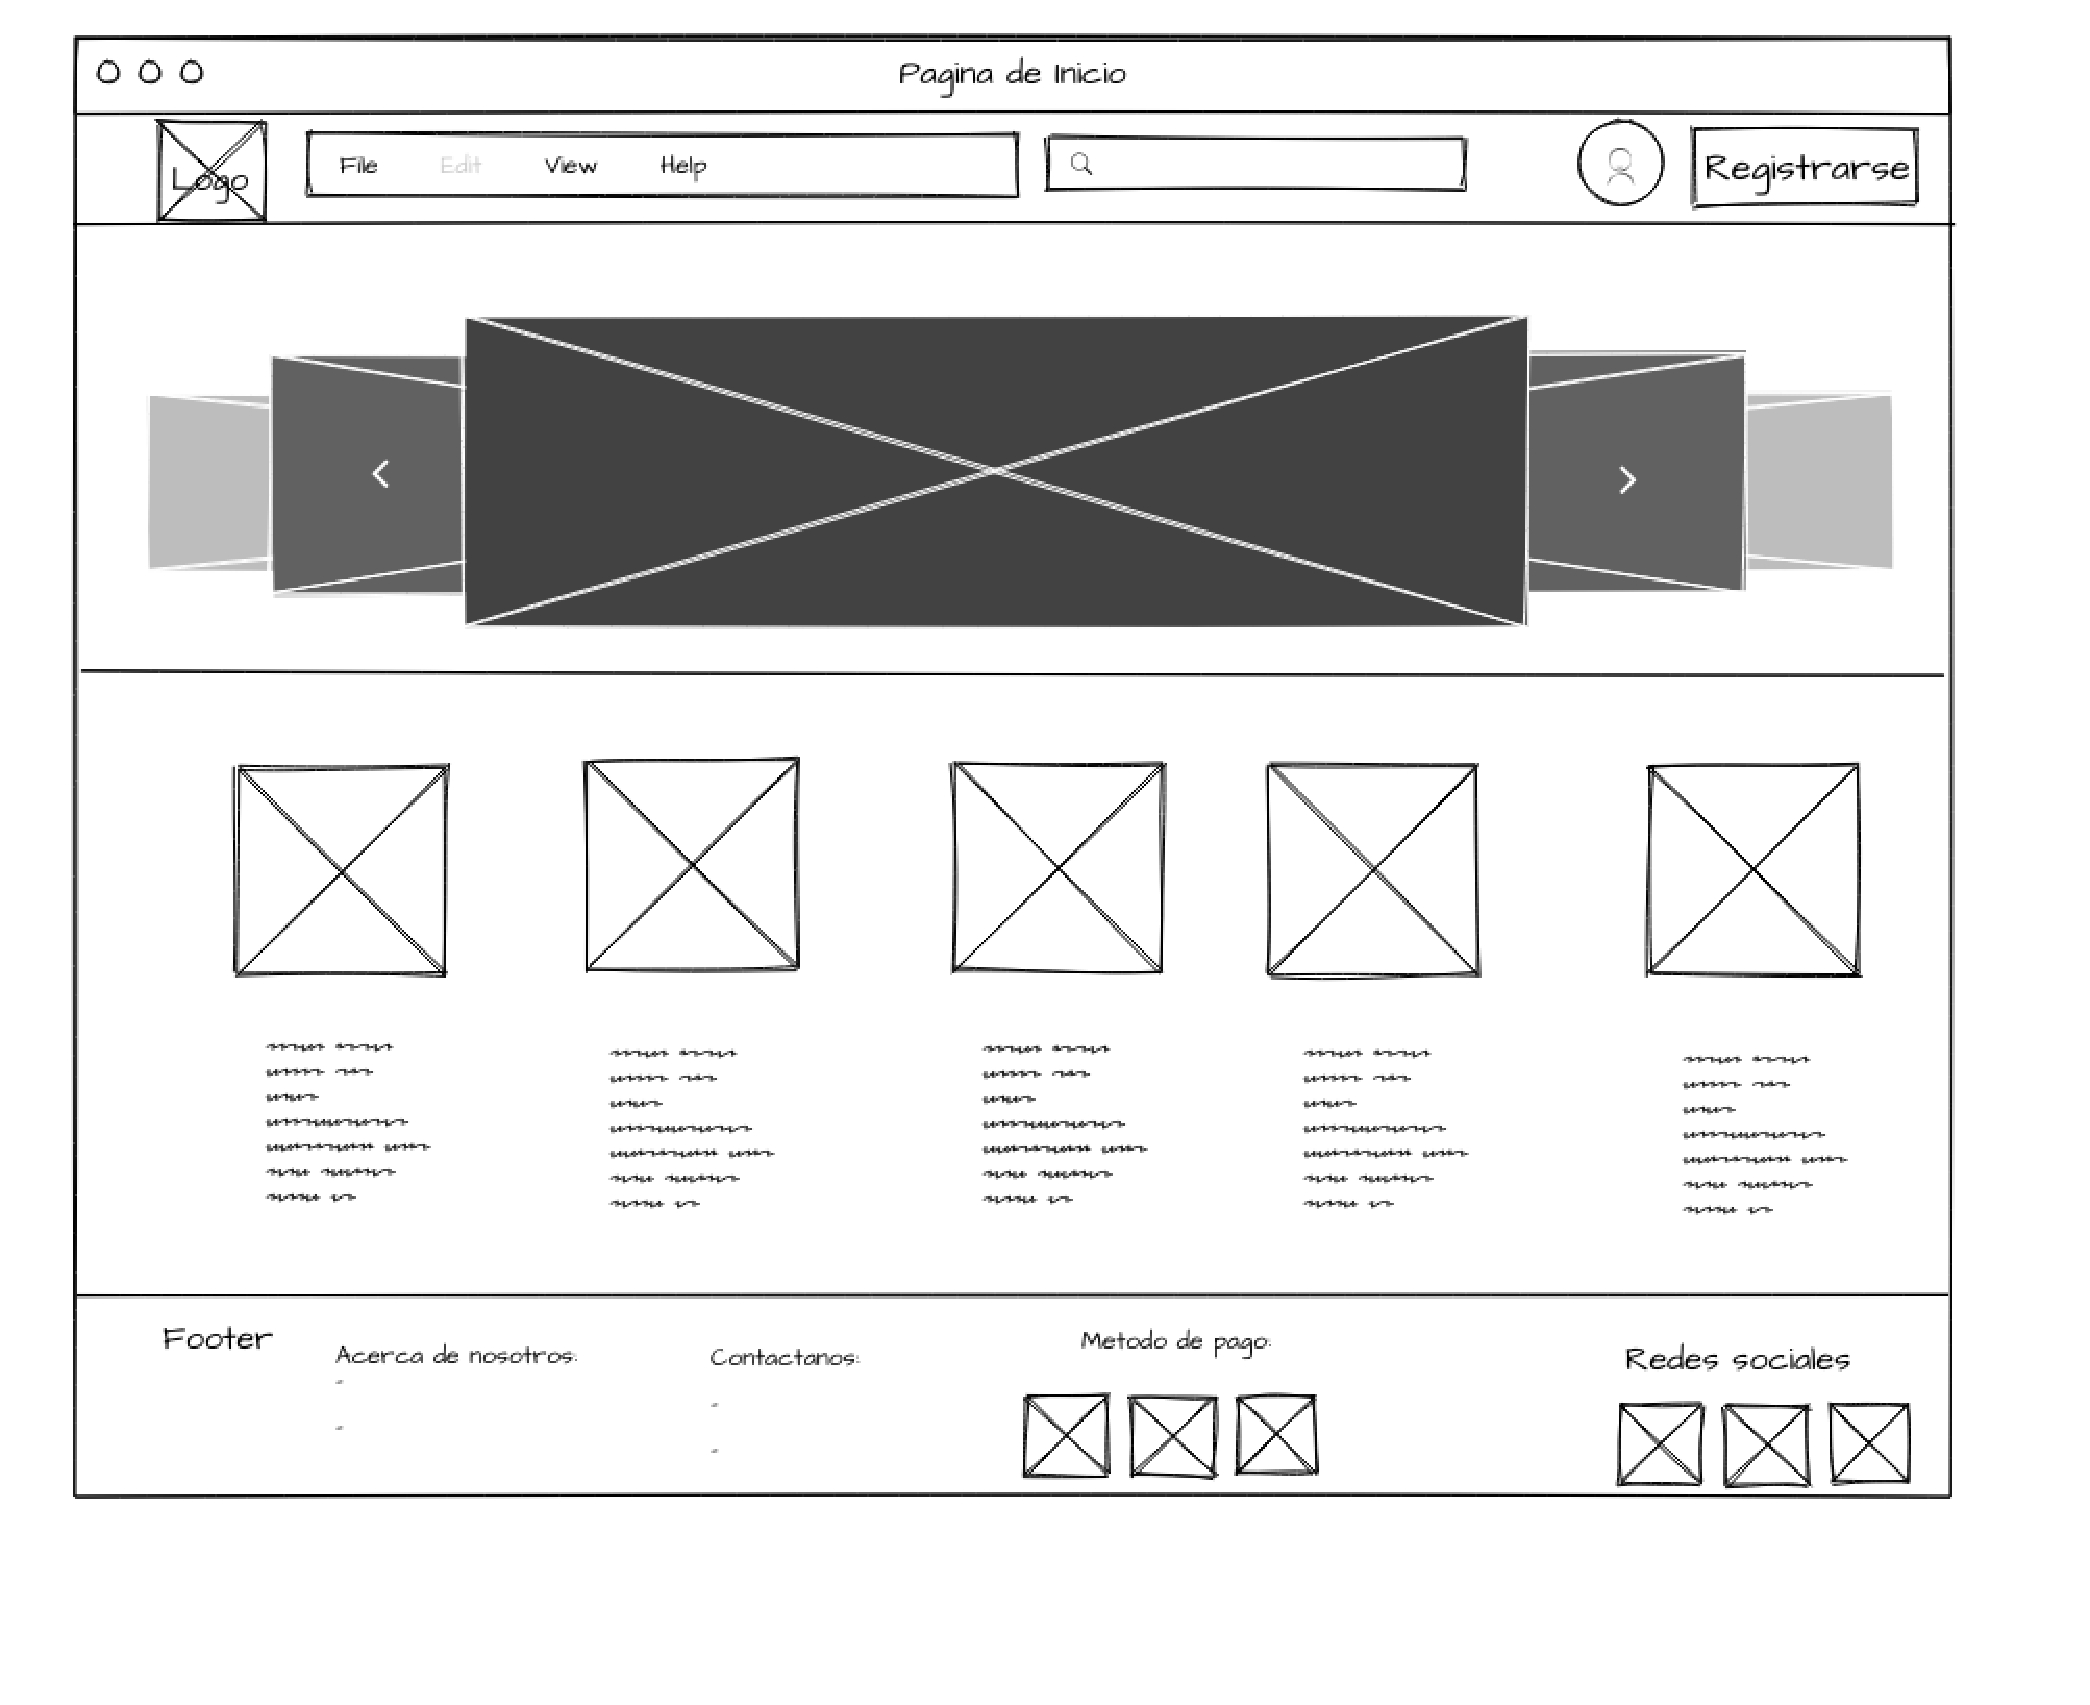 Pagina de Inicio
Logo
File Edit View Help
Registrarse
Footer
Acerca de nosotros:
-
-
Contactanos:
-
-
Metodo de pago:
Redes sociales